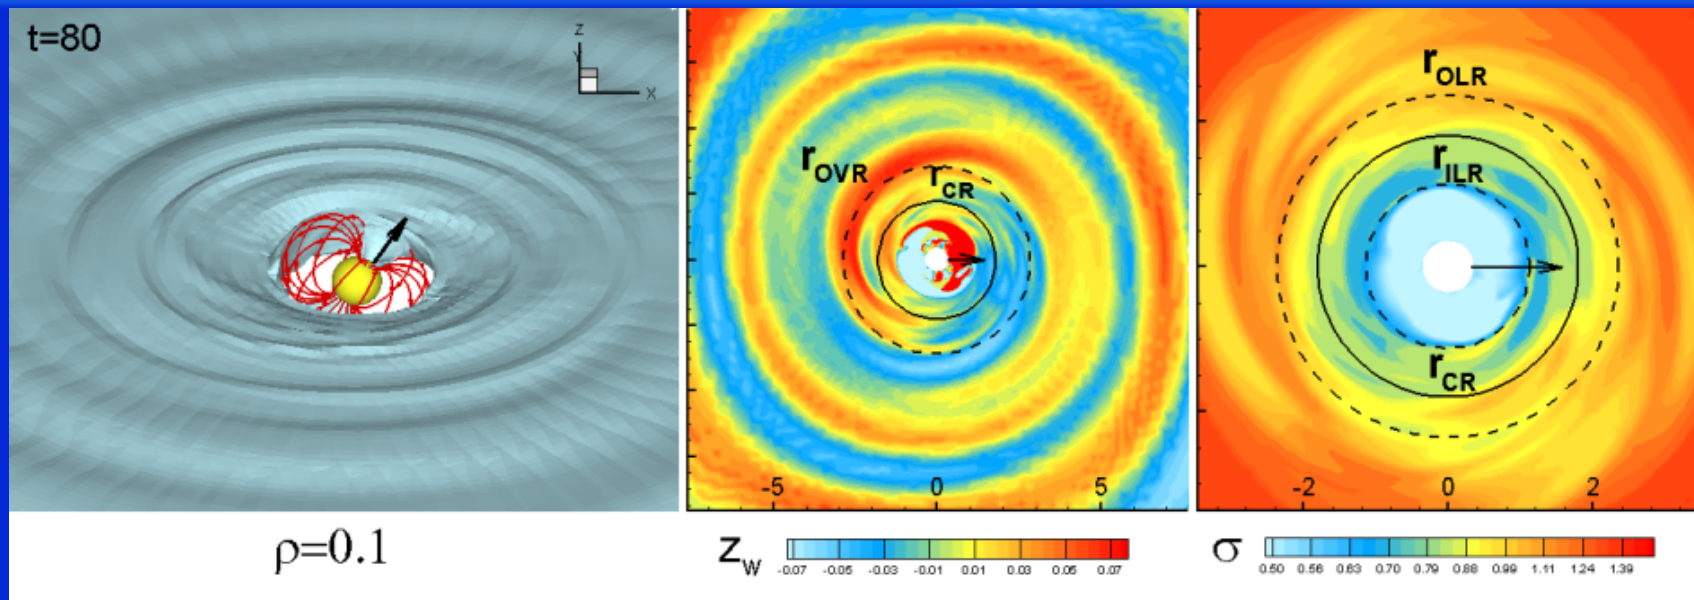 t=80
Z
Y
X
ρ=0.1
r_OVR
r_CR
-5 0 5
z_w
-0.07 -0.05 -0.03 -0.01 0.01 0.03 0.05 0.07
r_OLR
r_ILR
r_CR
-2 0 2
σ
0.50 0.56 0.63 0.70 0.79 0.88 0.99 1.11 1.24 1.39